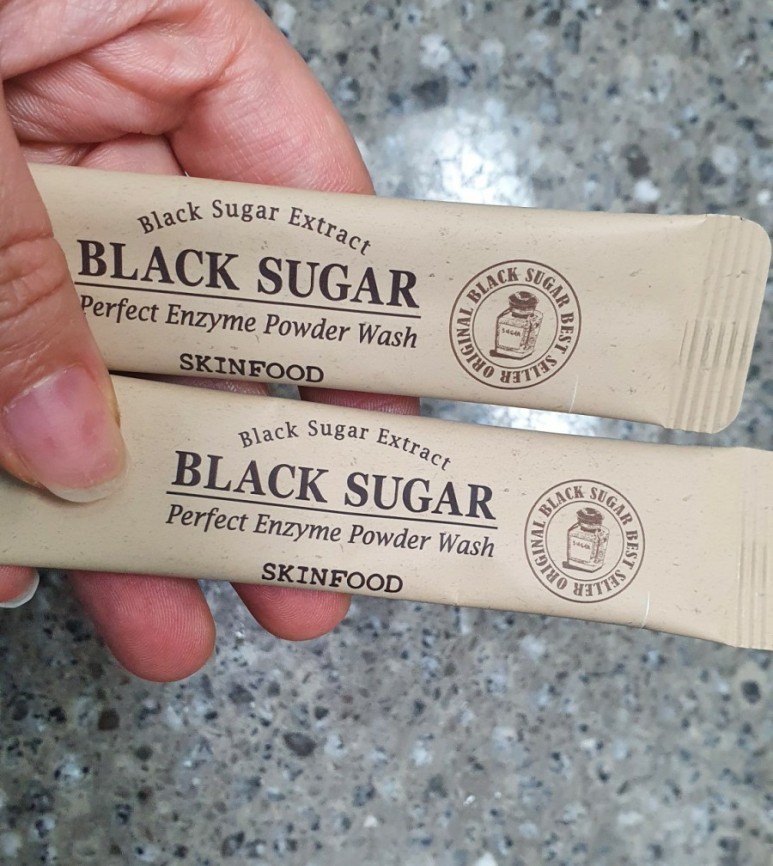 Black Sugar Extract
BLACK SUGAR
Perfect Enzyme Powder Wash
SKINFOOD
ORIGINAL BLACK SUGAR BEST SELLER
Black Sugar Extract
BLACK SUGAR
Perfect Enzyme Powder Wash
SKINFOOD
ORIGINAL BLACK SUGAR BEST SELLER